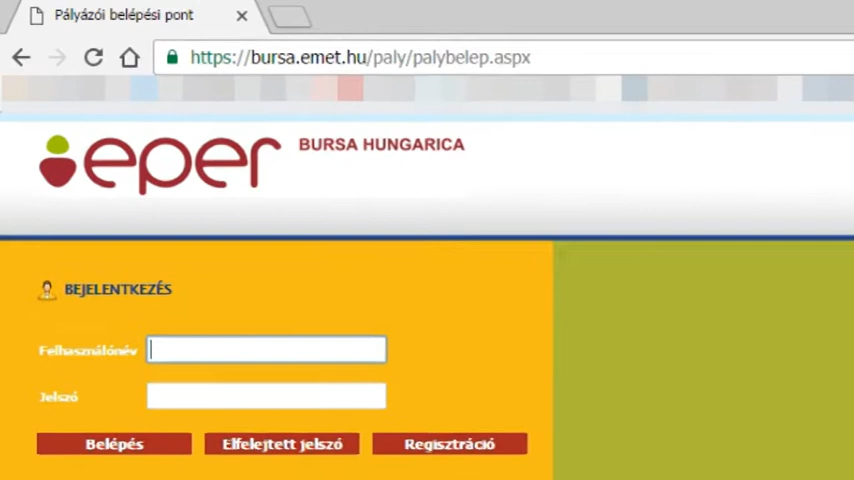 Pályázói belépési pont
https://bursa.emet.hu/paly/palybelep.aspx
eper BURSA HUNGARICA
BEJELENTKEZÉS
Felhasználónév
Jelszó
Belépés Elfelejtett jelszó Regisztráció